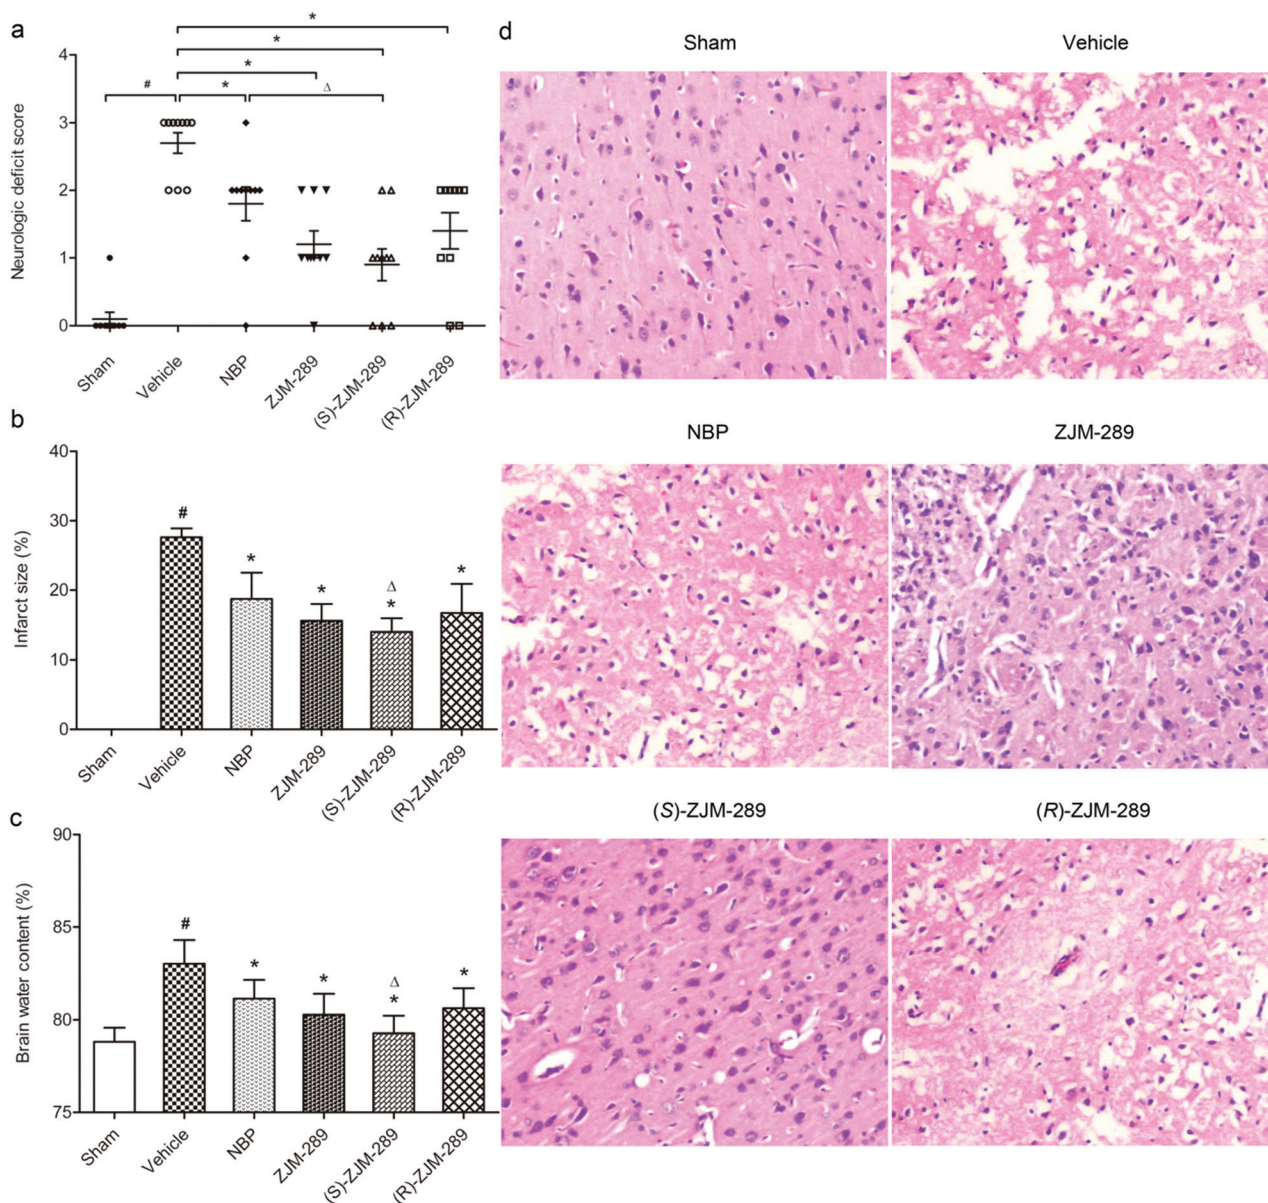 a
*
*
*
# * Δ
Neurologic deficit score
4
3
2
1
0
Sham
Vehicle
NBP
ZJM-289
(S)-ZJM-289
(R)-ZJM-289
b
Infarct size (%)
40
30
20
10
0
#
*
*
Δ
*
*
Sham
Vehicle
NBP
ZJM-289
(S)-ZJM-289
(R)-ZJM-289
c
Brain water content (%)
90
85
80
75
#
*
*
Δ
*
*
Sham
Vehicle
NBP
ZJM-289
(S)-ZJM-289
(R)-ZJM-289
d
Sham
Vehicle
NBP
ZJM-289
(S)-ZJM-289
(R)-ZJM-289